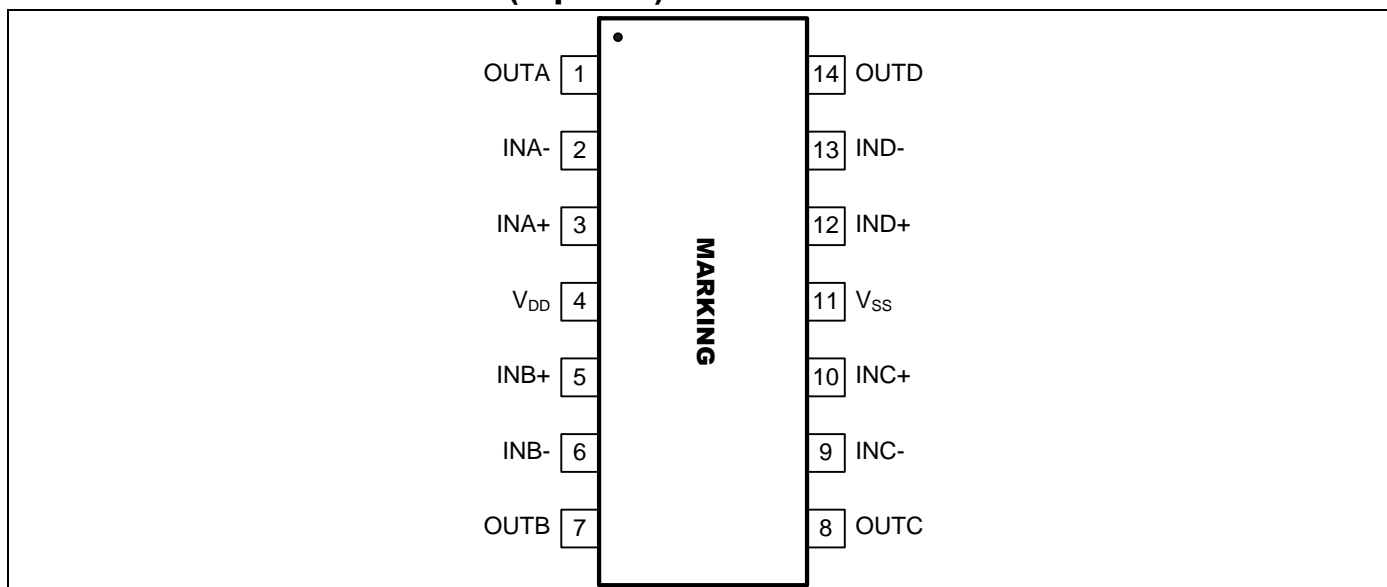 OUTA 1 14 OUTD
INA- 2 13 IND-
INA+ 3 12 IND+
VDD 4 11 VSS
MARKING
INB+ 5 10 INC+
INB- 6 9 INC-
OUTB 7 8 OUTC